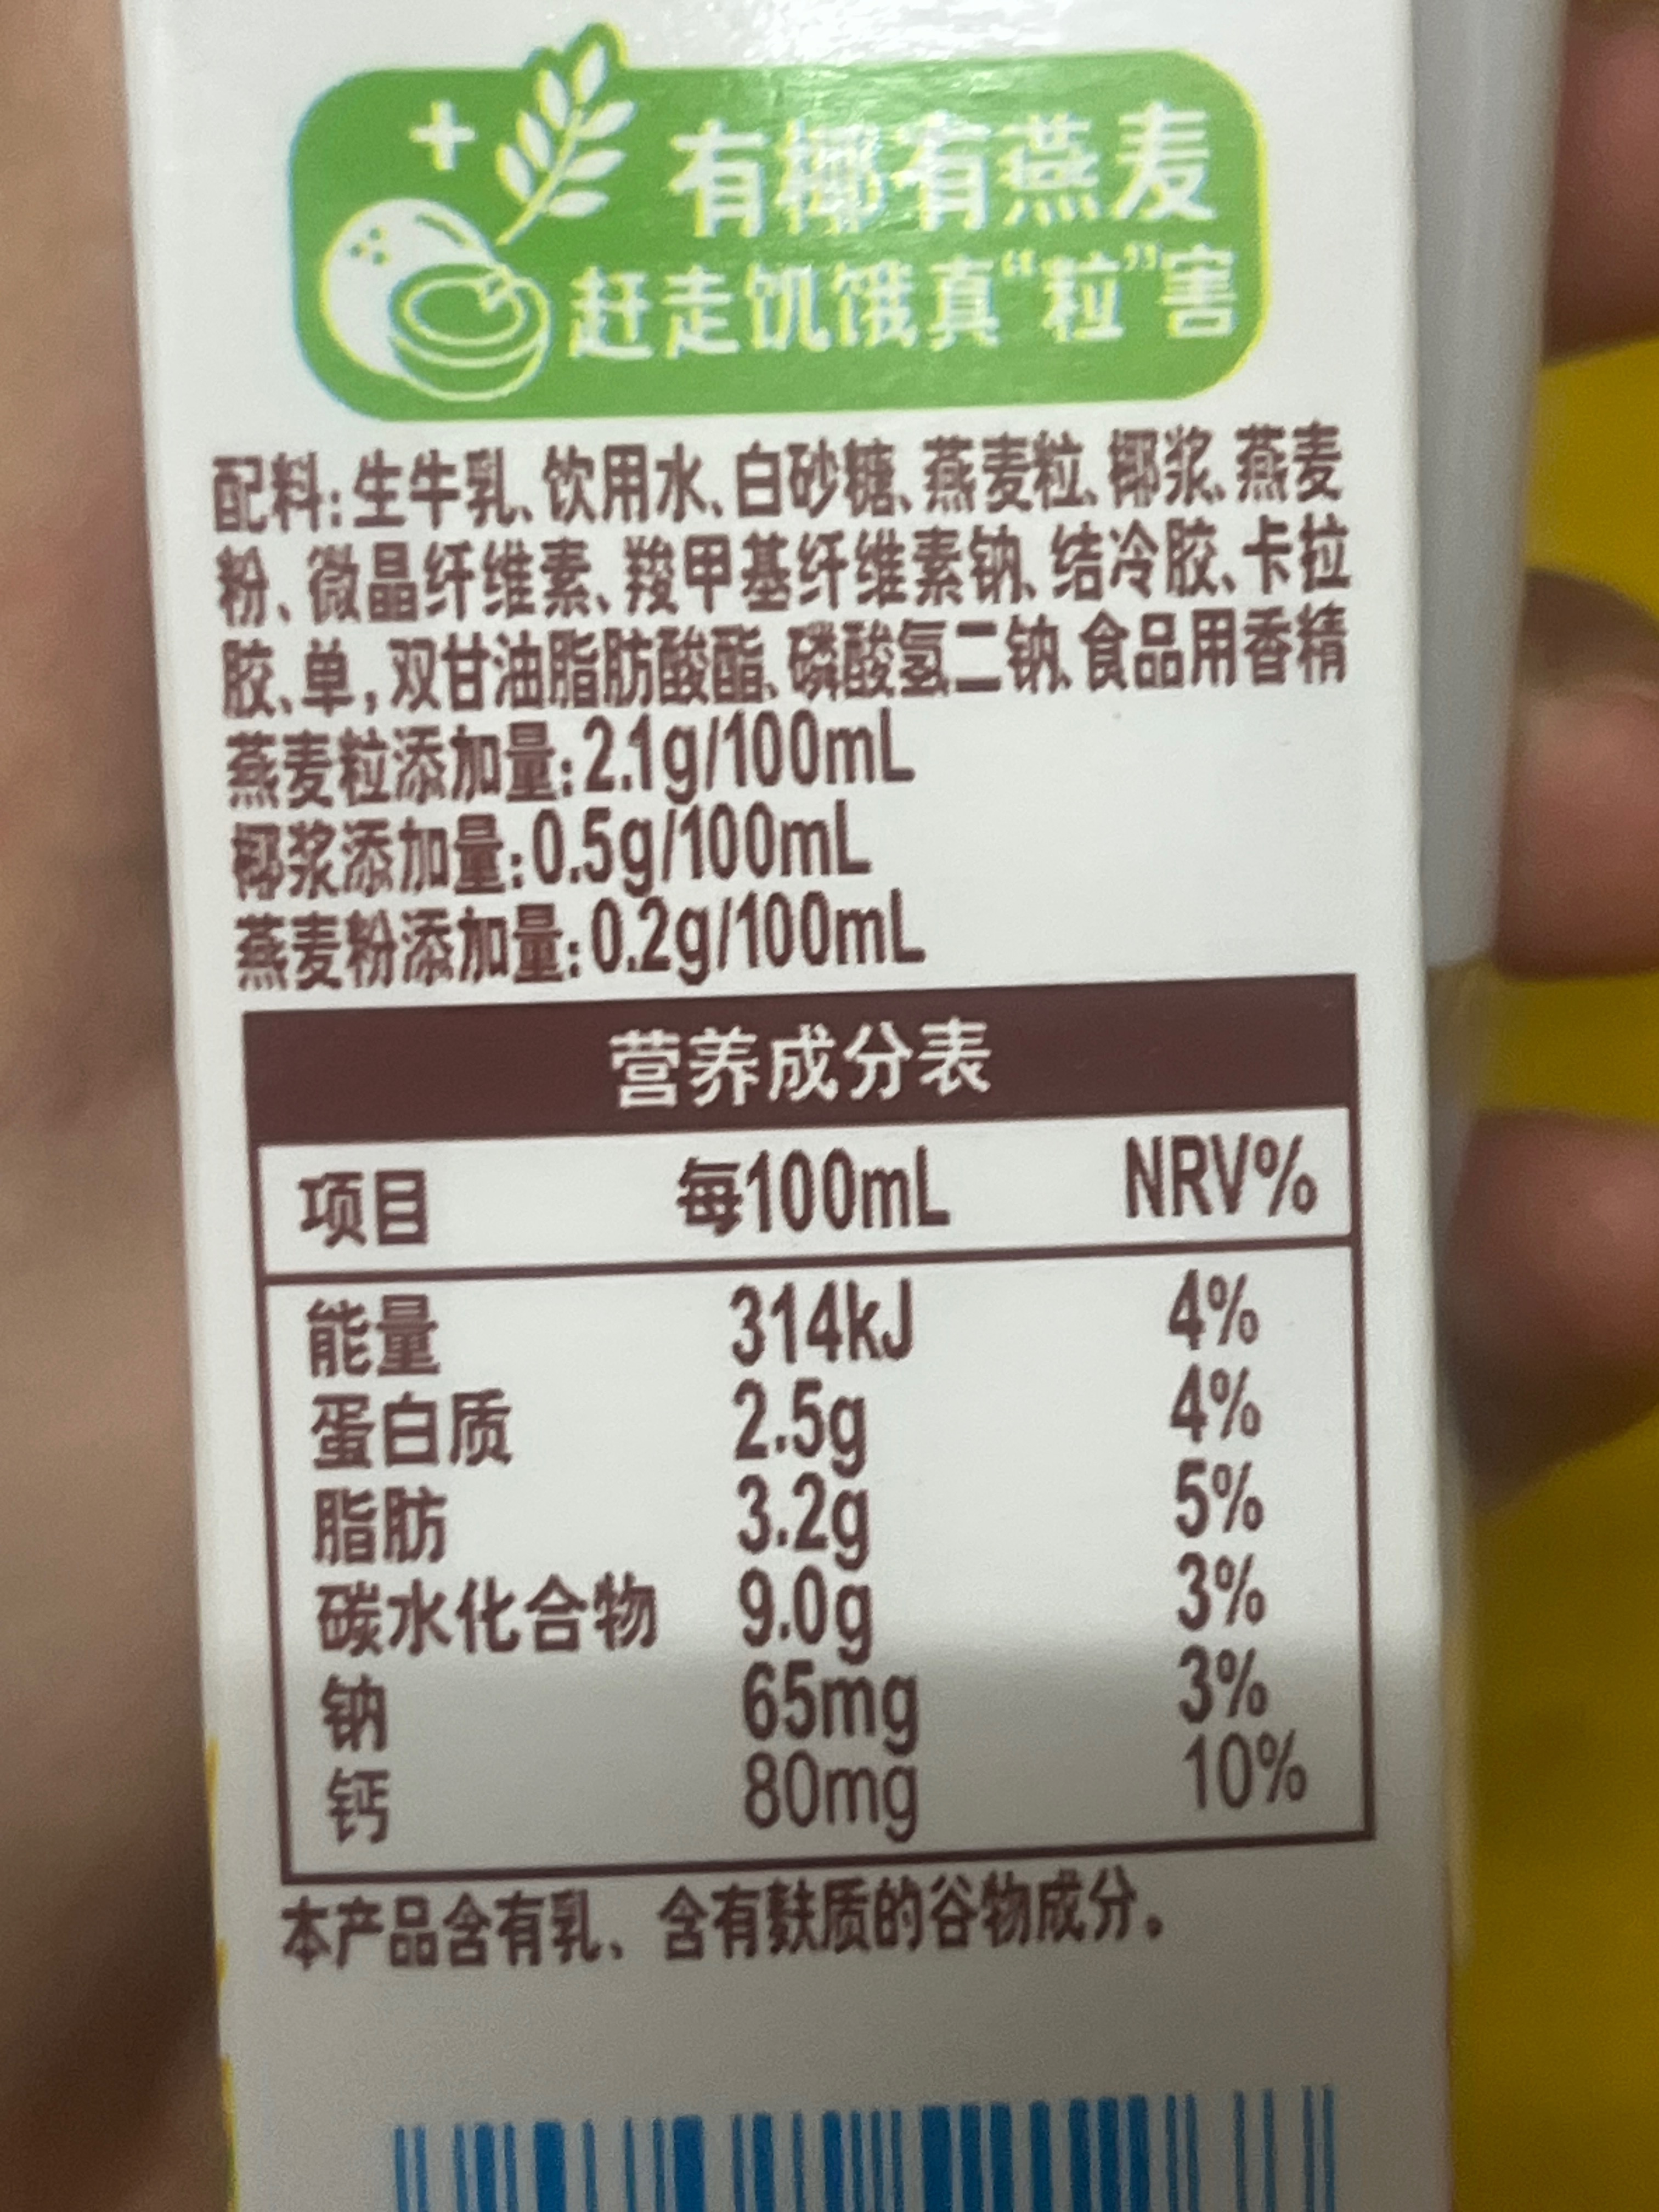 有椰有燕麦
赶走饥饿真“粒”害
配料:生牛乳、饮用水、白砂糖、燕麦粒、椰浆、燕麦
粉、微晶纤维素、羧甲基纤维素钠、结冷胶、卡拉
胶、单,双甘油脂肪酸酯、磷酸氢二钠、食品用香精
燕麦粒添加量:2.1g/100mL
椰浆添加量:0.5g/100mL
燕麦粉添加量:0.2g/100mL
营养成分表
项目 每100mL NRV%
能量 314kJ 4%
蛋白质 2.5g 4%
脂肪 3.2g 5%
碳水化合物 9.0g 3%
钠 65mg 3%
钙 80mg 10%
本产品含有乳、含有麸质的谷物成分。